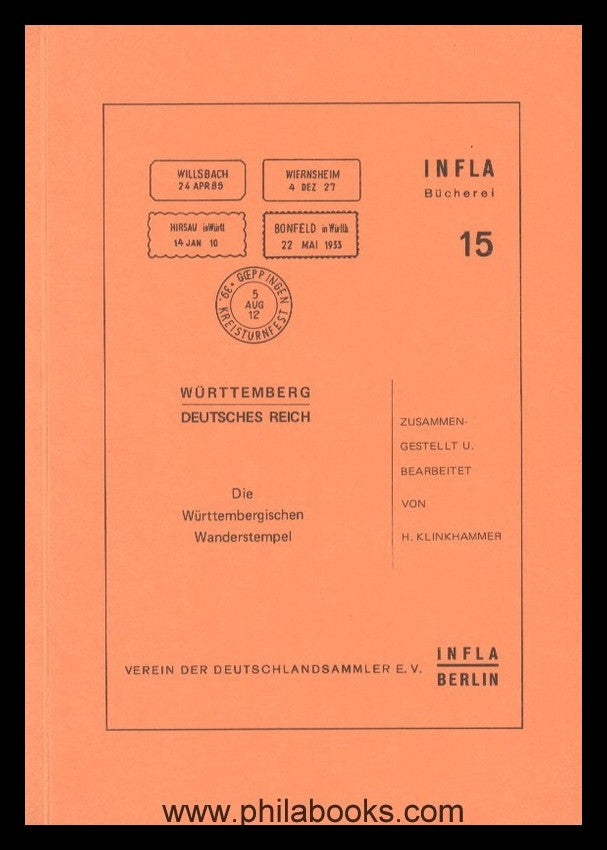 WILLSBACH
24 APR 85
WIERNSHEIM
4 DEZ 27
HIRSAU in Württ
14 JAN 10
BONFELD in Württb.
22 MAI 1933
39. GŒPPINGEN
KREISTURNFEST
5
AUG
12
INFLA
Bücherei
15
WÜRTTEMBERG
DEUTSCHES REICH
Die
Württembergischen
Wanderstempel
ZUSAMMEN-
GESTELLT U.
BEARBEITET
VON
H. KLINKHAMMER
VEREIN DER DEUTSCHLANDSAMMLER E. V.
INFLA
BERLIN
www.philabooks.com